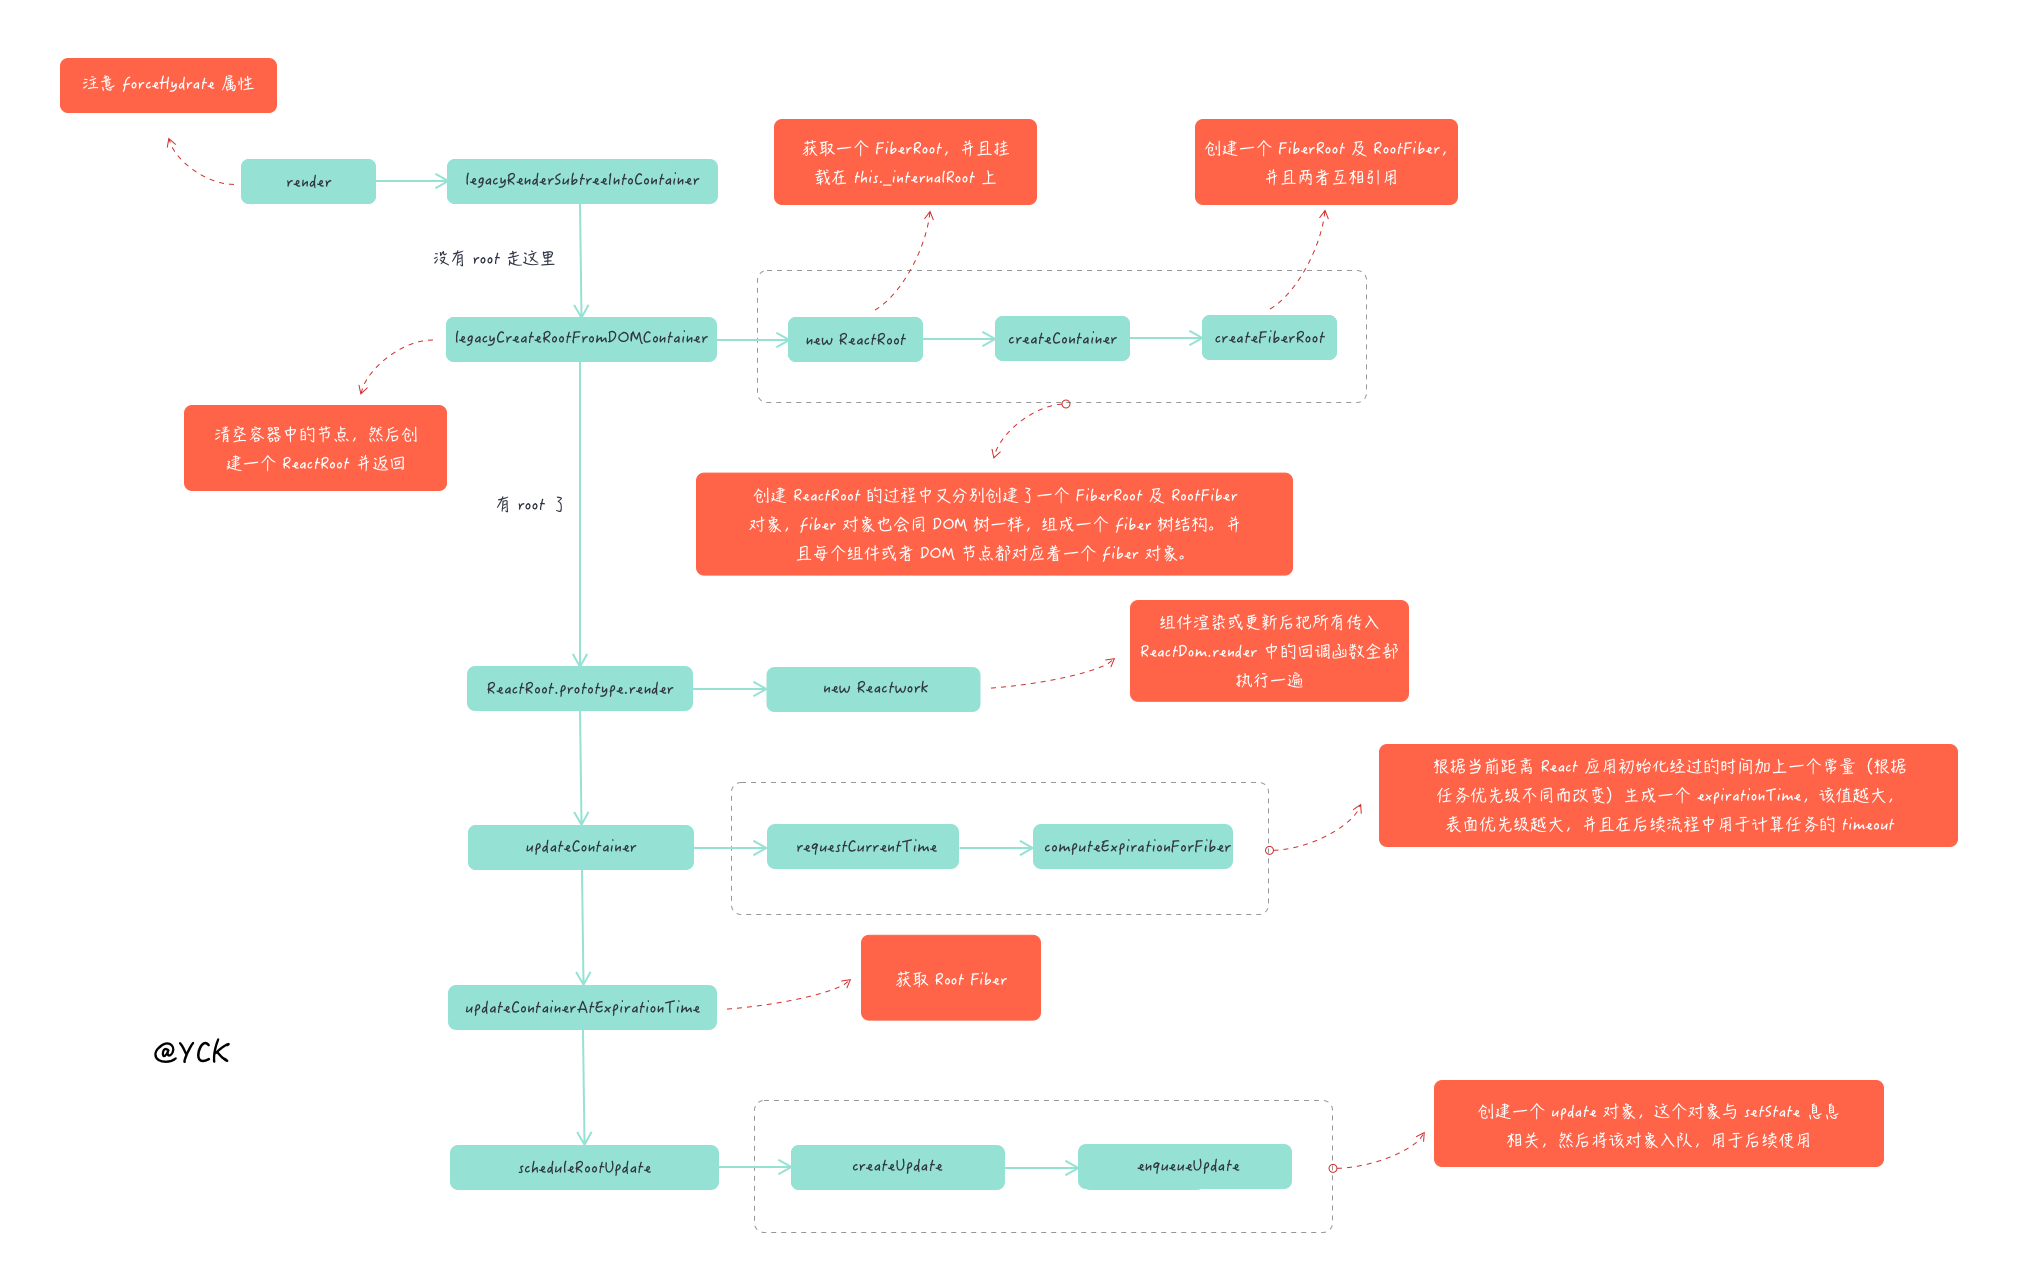 注意 forceHydrate 属性
render
legacyRenderSubtreeIntoContainer
获取一个 FiberRoot，并且挂
载在 this._internalRoot 上
创建一个 FiberRoot 及 RootFiber，
并且两者互相引用
没有 root 走这里
legacyCreateRootFromDOMContainer
new ReactRoot
createContainer
createFiberRoot
清空容器中的节点，然后创
建一个 ReactRoot 并返回
有 root 了
创建 ReactRoot 的过程中又分别创建了一个 FiberRoot 及 RootFiber
对象，fiber 对象也会同 DOM 树一样，组成一个 fiber 树结构。并
且每个组件或者 DOM 节点都对应着一个 fiber 对象。
ReactRoot.prototype.render
new Reactwork
组件渲染或更新后把所有传入
ReactDom.render 中的回调函数全部
执行一遍
updateContainer
requestCurrentTime
computeExpirationForFiber
根据当前距离 React 应用初始化经过的时间加上一个常量（根据
任务优先级不同而改变）生成一个 expirationTime，该值越大，
表面优先级越大，并且在后续流程中用于计算任务的 timeout
updateContainerAtExpirationTime
获取 Root Fiber
@YCK
scheduleRootUpdate
createUpdate
enqueueUpdate
创建一个 update 对象，这个对象与 setState 息息
相关，然后将该对象入队，用于后续使用